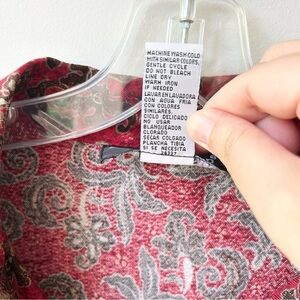 MACHINE WASH COLD
WITH SIMILAR COLORS,
GENTLE CYCLE
DO NOT BLEACH
LINE DRY
WARM IRON
IF NEEDED
LAVAR EN LAVADORA
CON AGUA FRIA
CON COLORES
SIMILARES
CICLO DELICADO
NO USAR
BLANQUEADOR
CLORADO
SECAR COLGADO
PLANCHA TIBIA
SI SE NECESITA